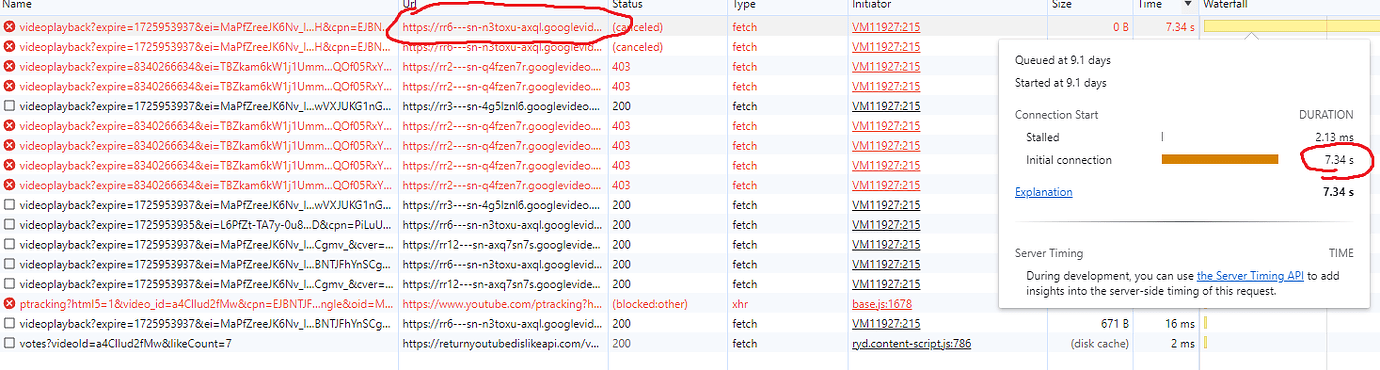 Name Url Status Type Initiator Size Time Waterfall
videoplayback?expire=1725953937&ei=MaPfZreeJK6Nv_I...H&cpn=EJBN... https://rr6---sn-n3toxu-axql.googlevid... (canceled) fetch VM11927:215 0 B 7.34 s
videoplayback?expire=1725953937&ei=MaPfZreeJK6Nv_I...H&cpn=EJBN... https://rr6---sn-n3toxu-axql.googlevid... (canceled) fetch VM11927:215
videoplayback?expire=8340266634&ei=TBZkam6kW1j1Umm...QOf05RxY... https://rr2---sn-q4fzen7r.googlevideo.... 403 fetch VM11927:215
videoplayback?expire=8340266634&ei=TBZkam6kW1j1Umm...QOf05RxY... https://rr2---sn-q4fzen7r.googlevideo.... 403 fetch VM11927:215
videoplayback?expire=1725953937&ei=MaPfZreeJK6Nv_I...wVXJUKG1nG... https://rr3---sn-4g5lznl6.googlevideo.... 200 fetch VM11927:215
videoplayback?expire=8340266634&ei=TBZkam6kW1j1Umm...QOf05RxY... https://rr2---sn-q4fzen7r.googlevideo.... 403 fetch VM11927:215
videoplayback?expire=8340266634&ei=TBZkam6kW1j1Umm...QOf05RxY... https://rr2---sn-q4fzen7r.googlevideo.... 403 fetch VM11927:215
videoplayback?expire=8340266634&ei=TBZkam6kW1j1Umm...QOf05RxY... https://rr2---sn-q4fzen7r.googlevideo.... 403 fetch VM11927:215
videoplayback?expire=8340266634&ei=TBZkam6kW1j1Umm...QOf05RxY... https://rr2---sn-q4fzen7r.googlevideo.... 403 fetch VM11927:215
videoplayback?expire=1725953937&ei=MaPfZreeJK6Nv_I...wVXJUKG1nG... https://rr3---sn-4g5lznl6.googlevideo.... 200 fetch VM11927:215
videoplayback?expire=1725953935&ei=L6PfZt-TA7y-0u8...D&cpn=PiLuU... https://rr6---sn-n3toxu-axql.googlevid... 200 fetch VM11927:215
videoplayback?expire=1725953937&ei=MaPfZreeJK6Nv_I...Cgmv_&cver=... https://rr12---sn-axq7sn7s.googlevide... 200 fetch VM11927:215
videoplayback?expire=1725953937&ei=MaPfZreeJK6Nv_I...BNTJFhYnSCg... https://rr6---sn-n3toxu-axql.googlevid... 200 fetch VM11927:215
videoplayback?expire=1725953937&ei=MaPfZreeJK6Nv_I...Cgmv_&cver=... https://rr12---sn-axq7sn7s.googlevide... 200 fetch VM11927:215
ptracking?html5=1&video_id=a4CIIud2fMw&cpn=EJBNTJF...ngle&oid=M... https://www.youtube.com/ptracking?h... (blocked:other) xhr base.js:1678
videoplayback?expire=1725953937&ei=MaPfZreeJK6Nv_I...BNTJFhYnSCg... https://rr6---sn-n3toxu-axql.googlevid... 200 fetch VM11927:215 671 B 16 ms
votes?videoId=a4CIIud2fMw&likeCount=7 https://returnyoutubedislikeapi.com/v... 200 fetch ryd.content-script.js:786 (disk cache) 2 ms
Queued at 9.1 days
Started at 9.1 days
Connection Start DURATION
Stalled 2.13 ms
Initial connection 7.34 s
Explanation 7.34 s
Server Timing TIME
During development, you can use the Server Timing API to add
insights into the server-side timing of this request.